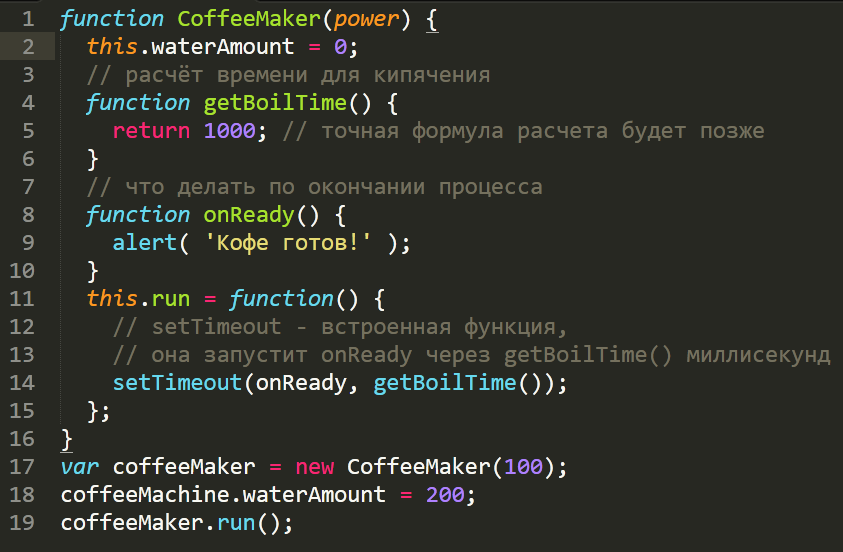 1 function CoffeeMaker(power) {
2   this.waterAmount = 0;
3   // расчёт времени для кипячения
4   function getBoilTime() {
5     return 1000; // точная формула расчета будет позже
6   }
7   // что делать по окончании процесса
8   function onReady() {
9     alert( 'Кофе готов!' );
10   }
11   this.run = function() {
12     // setTimeout - встроенная функция,
13     // она запустит onReady через getBoilTime() миллисекунд
14     setTimeout(onReady, getBoilTime());
15   };
16 }
17 var coffeeMaker = new CoffeeMaker(100);
18 coffeeMachine.waterAmount = 200;
19 coffeeMaker.run();